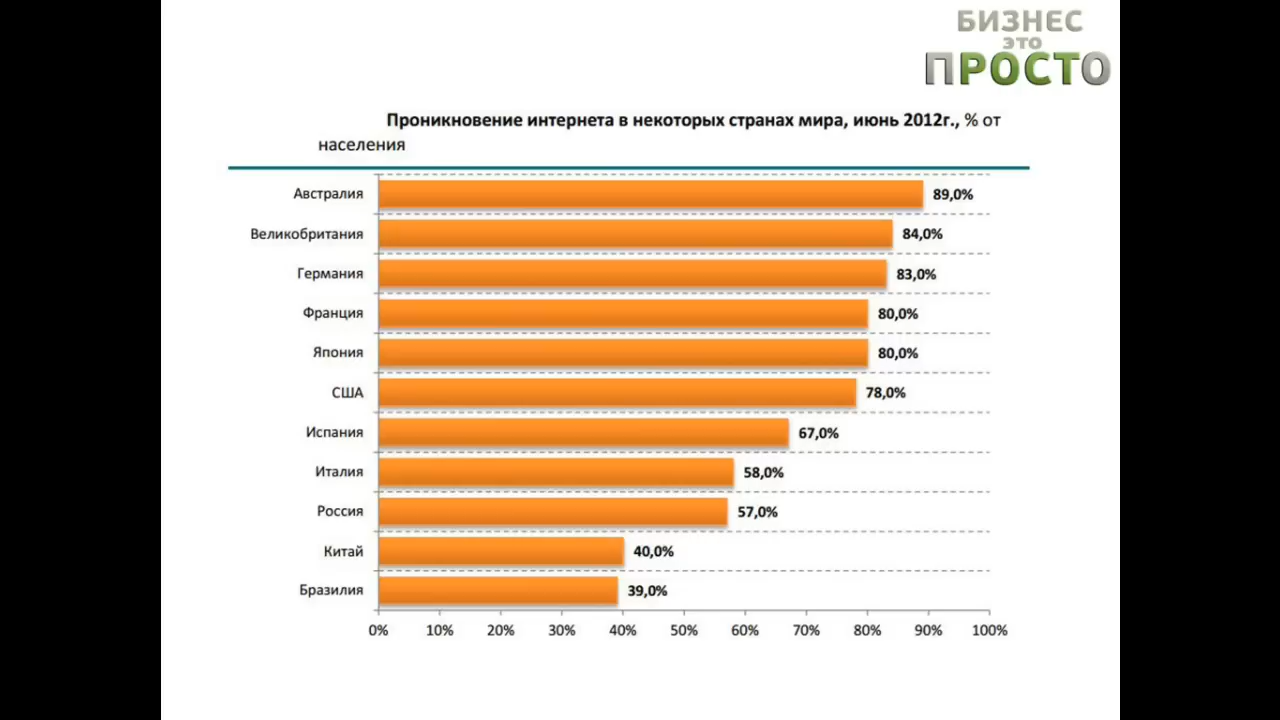 БИЗНЕС
ЭТО
ПРОСТО
Проникновение интернета в некоторых странах мира, июнь 2012г., % от
населения
Австралия 89,0%
Великобритания 84,0%
Германия 83,0%
Франция 80,0%
Япония 80,0%
США 78,0%
Испания 67,0%
Италия 58,0%
Россия 57,0%
Китай 40,0%
Бразилия 39,0%
0% 10% 20% 30% 40% 50% 60% 70% 80% 90% 100%